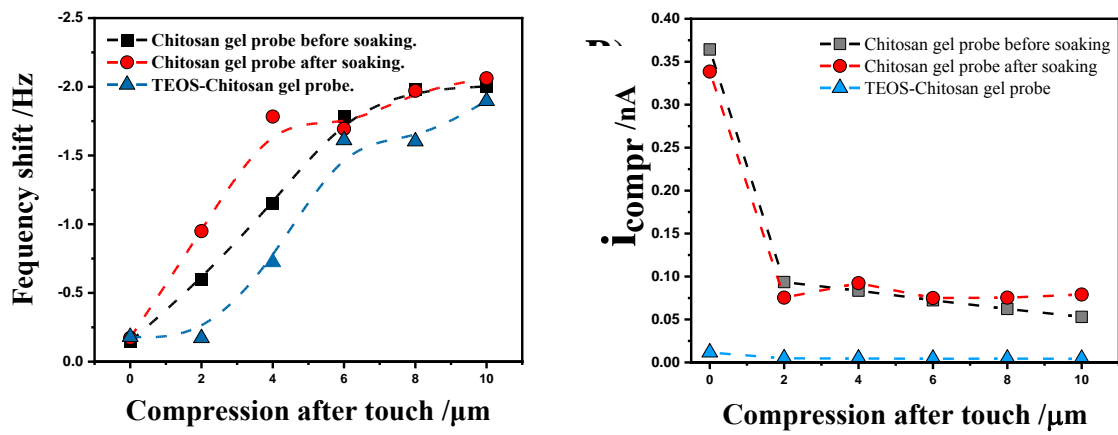 -2.5
-2.0
-1.5
-1.0
-0.5
0.0
Fequency shift /Hz
Chitosan gel probe before soaking.
Chitosan gel probe after soaking.
TEOS-Chitosan gel probe.
0 2 4 6 8 10
Compression after touch /μm
0.40
0.35
0.30
0.25
0.20
0.15
0.10
0.05
0.00
icompr /nA
Chitosan gel probe before soaking
Chitosan gel probe after soaking
TEOS-Chitosan gel probe
0 2 4 6 8 10
Compression after touch /μm